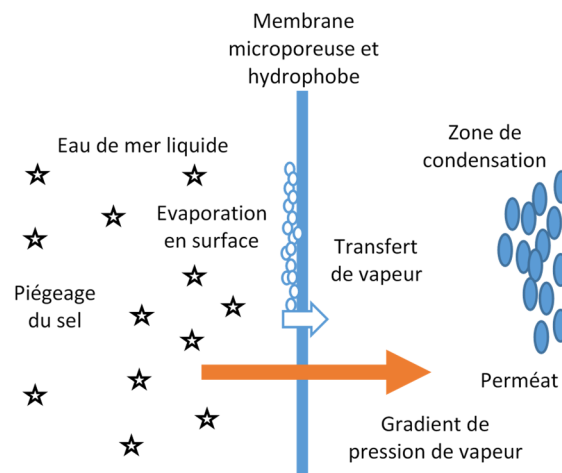 Membrane
microporeuse et
hydrophobe
Eau de mer liquide
Zone de
condensation
Evaporation
en surface
Transfert
de vapeur
Piégeage
du sel
Perméat
Gradient de
pression de vapeur